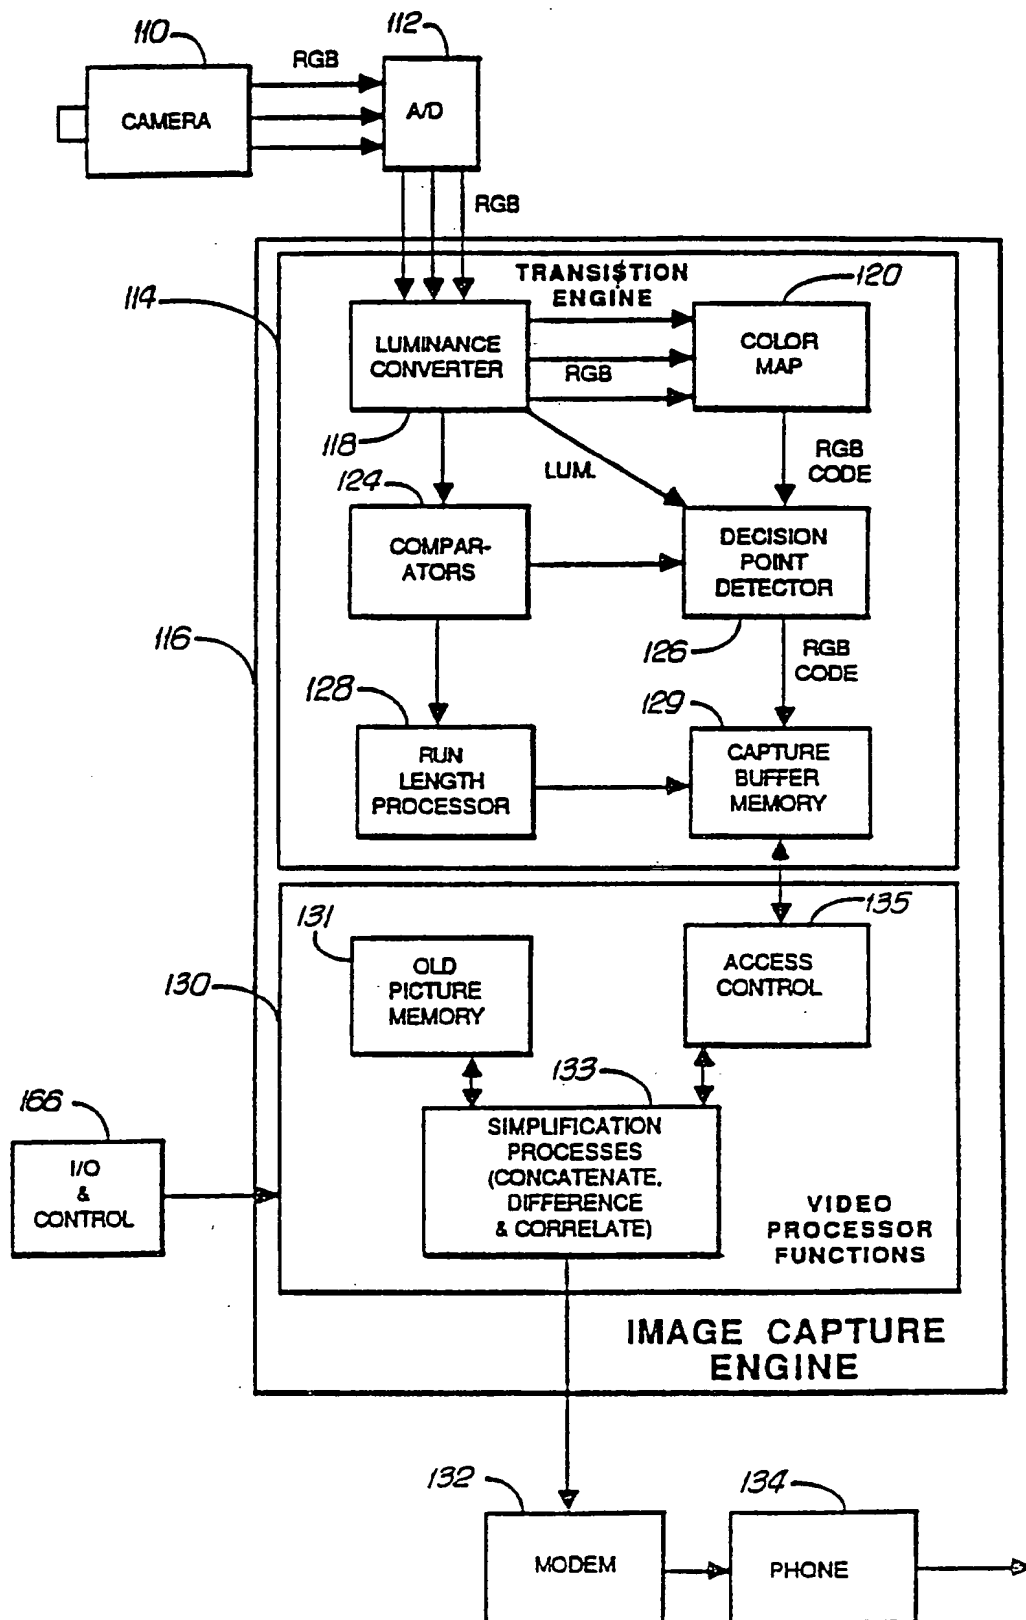 110
112
RGB
CAMERA
A/D
RGB
TRANSISTION
ENGINE
120
114
LUMINANCE
CONVERTER
RGB
COLOR
MAP
118
LUM.
RGB
CODE
124
COMPAR-
ATORS
DECISION
POINT
DETECTOR
116
126
RGB
CODE
128
129
RUN
LENGTH
PROCESSOR
CAPTURE
BUFFER
MEMORY
131
135
OLD
PICTURE
MEMORY
ACCESS
CONTROL
130
133
166
SIMPLIFICATION
PROCESSES
(CONCATENATE,
DIFFERENCE
& CORRELATE)
I/O
&
CONTROL
VIDEO
PROCESSOR
FUNCTIONS
IMAGE CAPTURE
ENGINE
132
134
MODEM
PHONE